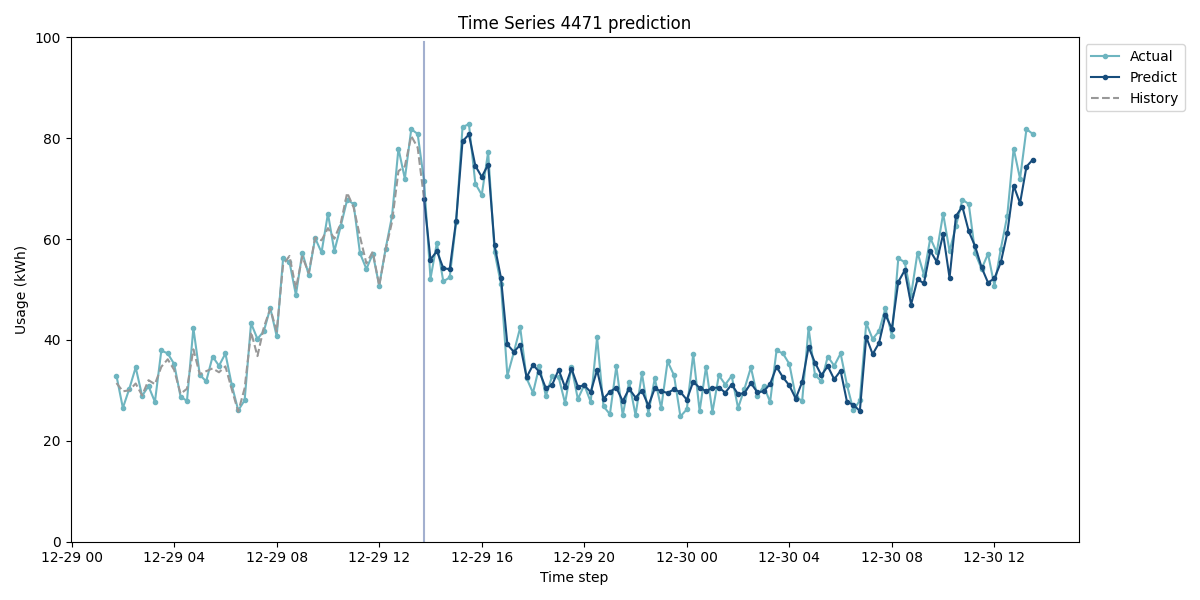 Time Series 4471 prediction
Usage (kWh)
100
80
60
40
20
0
12-29 00
12-29 04
12-29 08
12-29 12
12-29 16
12-29 20
12-30 00
12-30 04
12-30 08
12-30 12
Time step
Actual
Predict
History